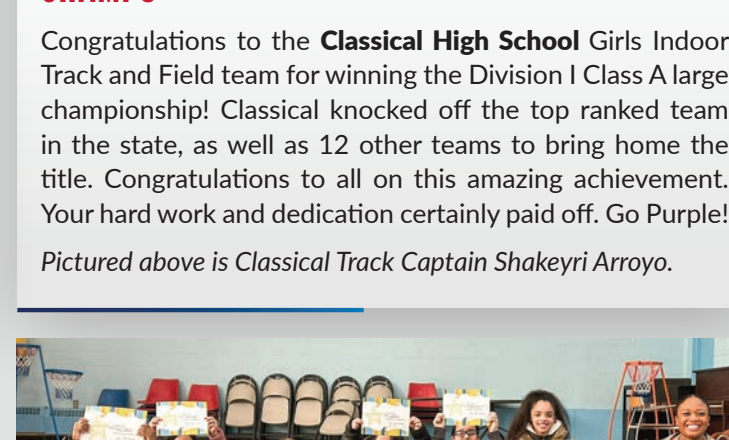 Congratulations to the Classical High School Girls Indoor
Track and Field team for winning the Division I Class A large
championship! Classical knocked off the top ranked team
in the state, as well as 12 other teams to bring home the
title. Congratulations to all on this amazing achievement.
Your hard work and dedication certainly paid off. Go Purple!
Pictured above is Classical Track Captain Shakeyri Arroyo.